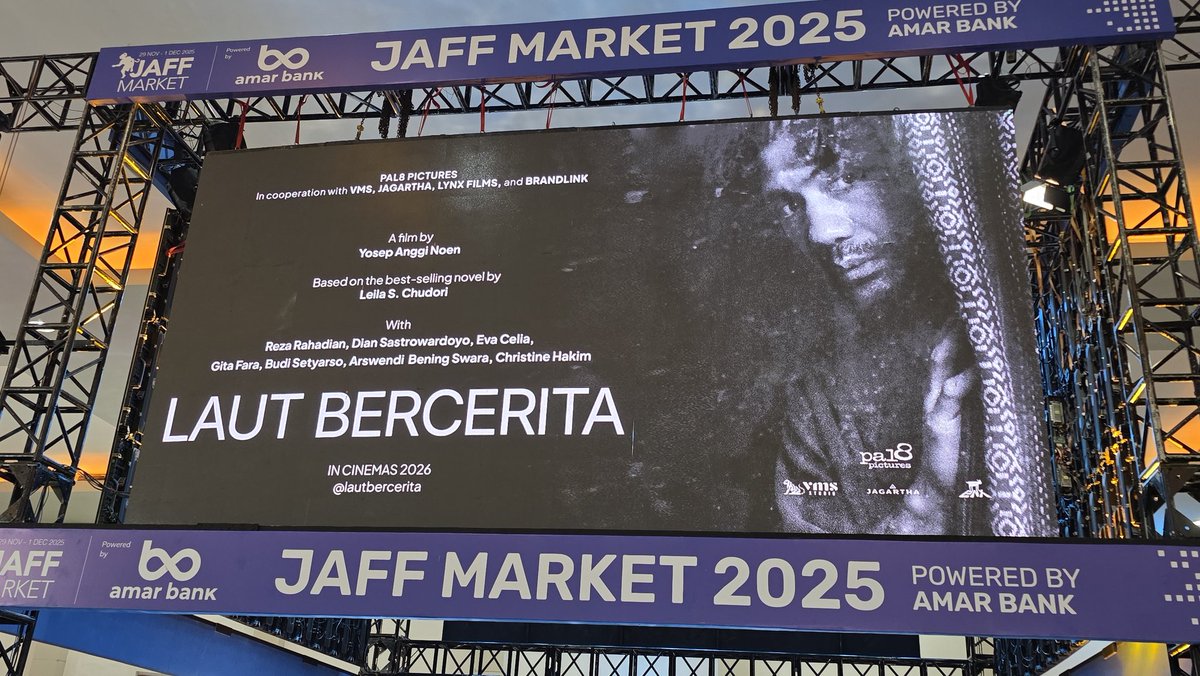 29 NOV - 1 DEC 2025
JAFF
MARKET
Powered
by
amar bank
JAFF MARKET 2025
POWERED BY
AMAR BANK
PAL8 PICTURES
In cooperation with VMS, JAGARTHA, LYNX FILMS, and BRANDLINK
A film by
Yosep Anggi Noen
Based on the best-selling novel by
Leila S. Chudori
With
Reza Rahadian, Dian Sastrowardoyo, Eva Celia,
Gita Fara, Budi Setyarso, Arswendi Bening Swara, Christine Hakim
LAUT BERCERITA
IN CINEMAS 2026
@lautbercerita
pal8
pictures
vms
STUDIO
JAGARTHA
29 NOV - 1 DEC 2025
JAFF
RKET
Powered
by
amar bank
JAFF MARKET 2025
POWERED BY
AMAR BANK